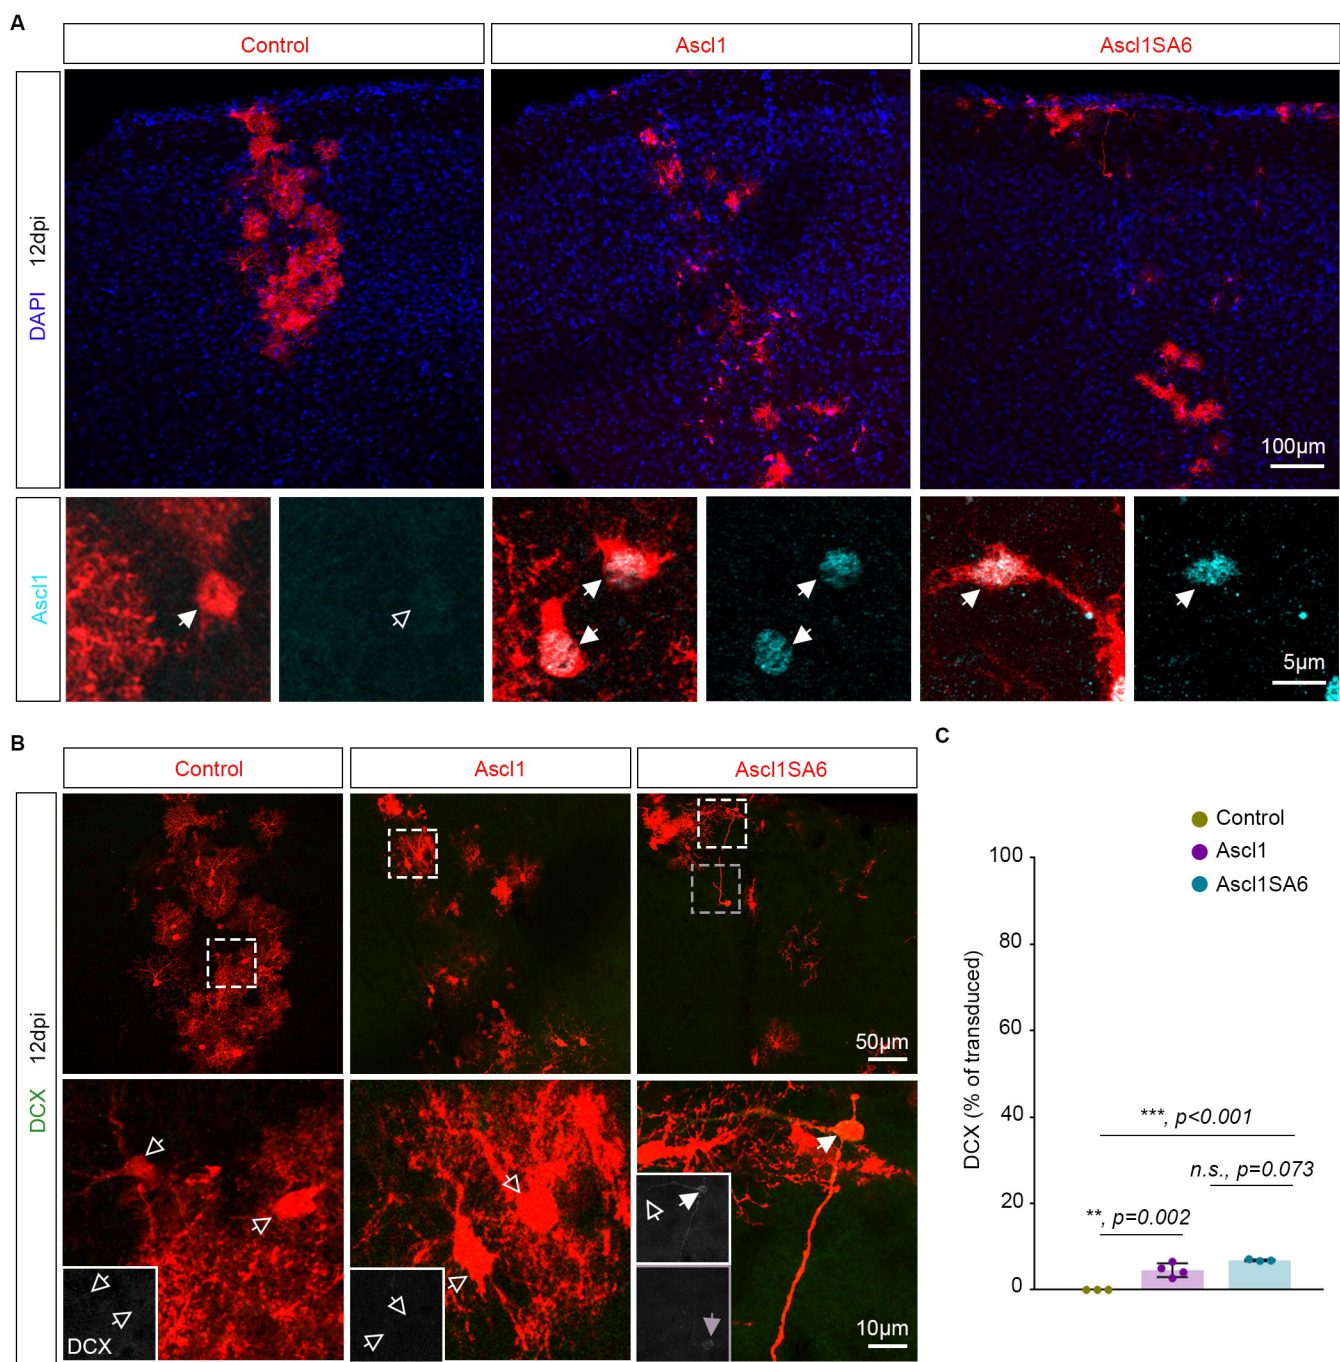 A
Control
Ascl1
Ascl1SA6
DAPI 12dpi
100µm
Ascl1
5µm
B
Control
Ascl1
Ascl1SA6
DCX 12dpi
50µm
DCX
10µm
C
Control
Ascl1
Ascl1SA6
DCX (% of transduced)
100
80
60
40
20
0
***, p<0.001
n.s., p=0.073
**, p=0.002